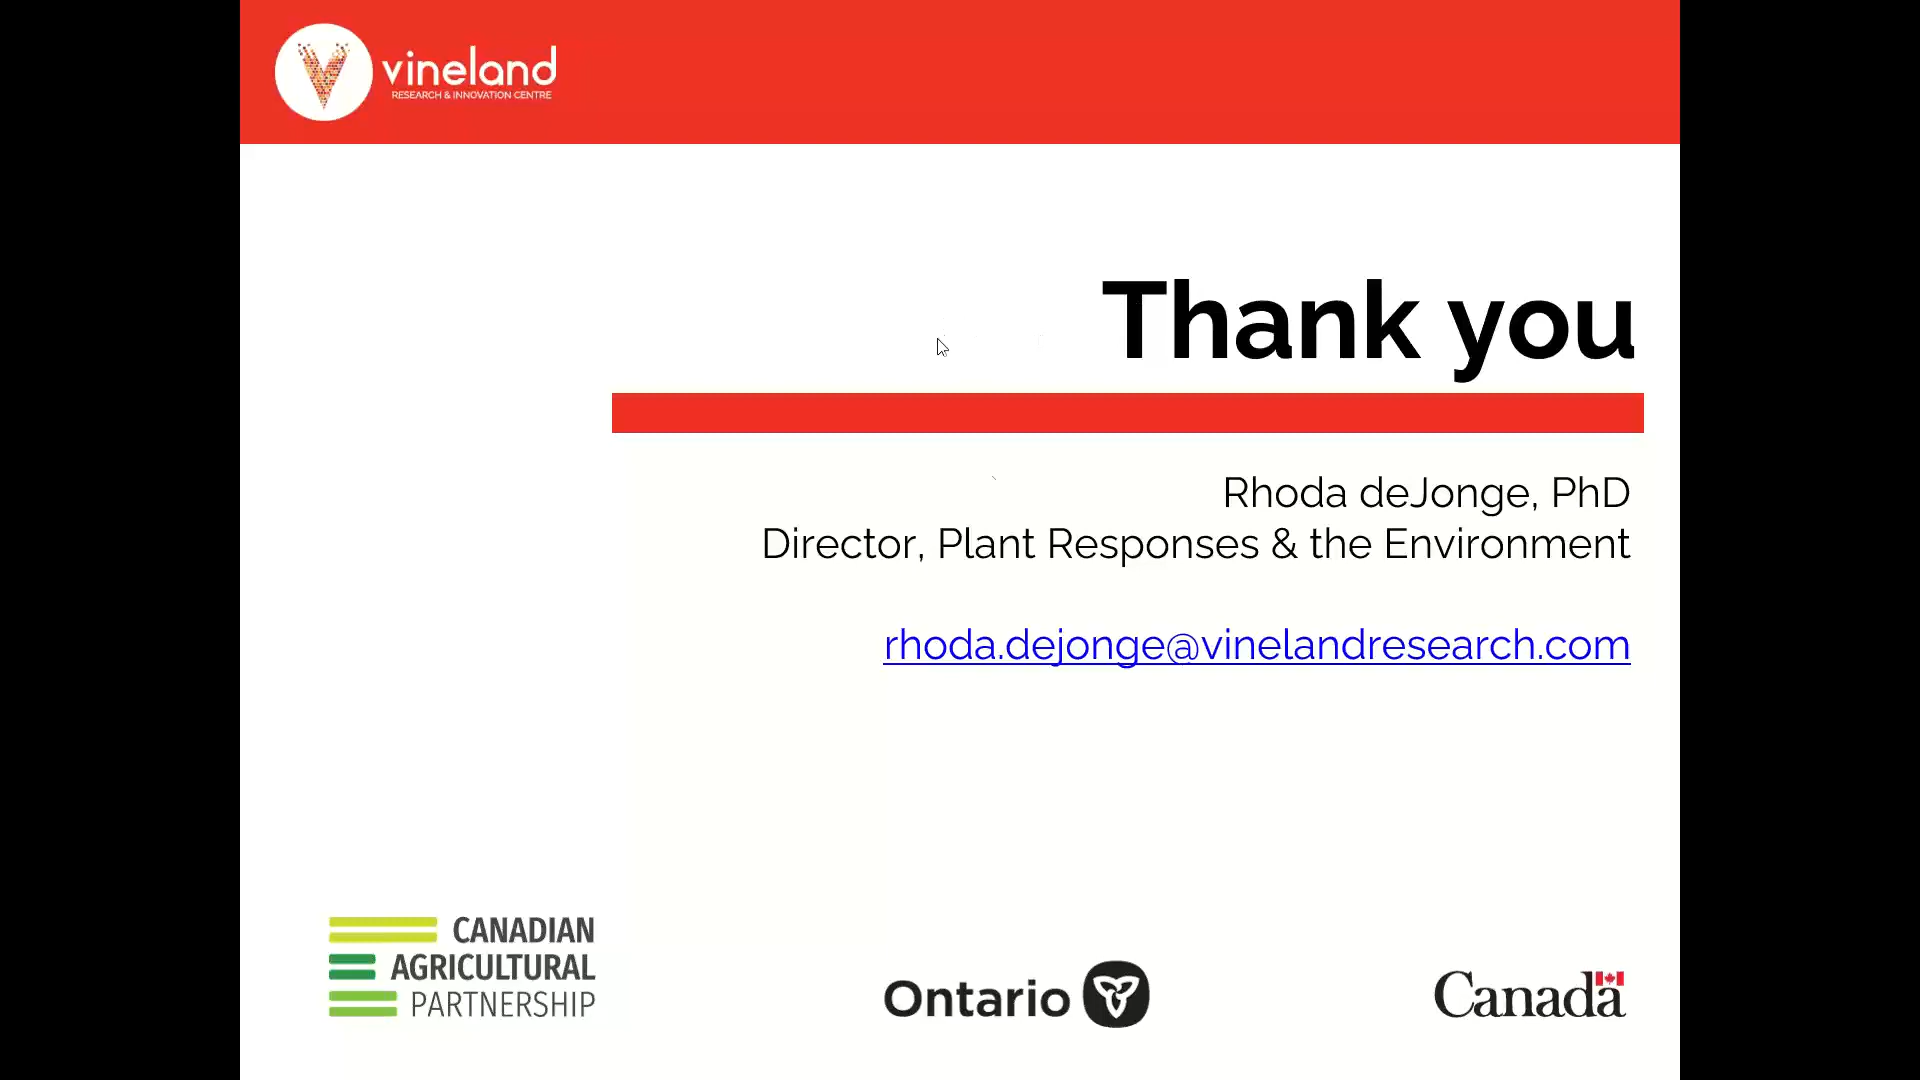 vineland
RESEARCH & INNOVATION CENTRE
Thank you
Rhoda deJonge, PhD
Director, Plant Responses & the Environment
rhoda.dejonge@vinelandresearch.com
CANADIAN
AGRICULTURAL
PARTNERSHIP
Ontario
Canada